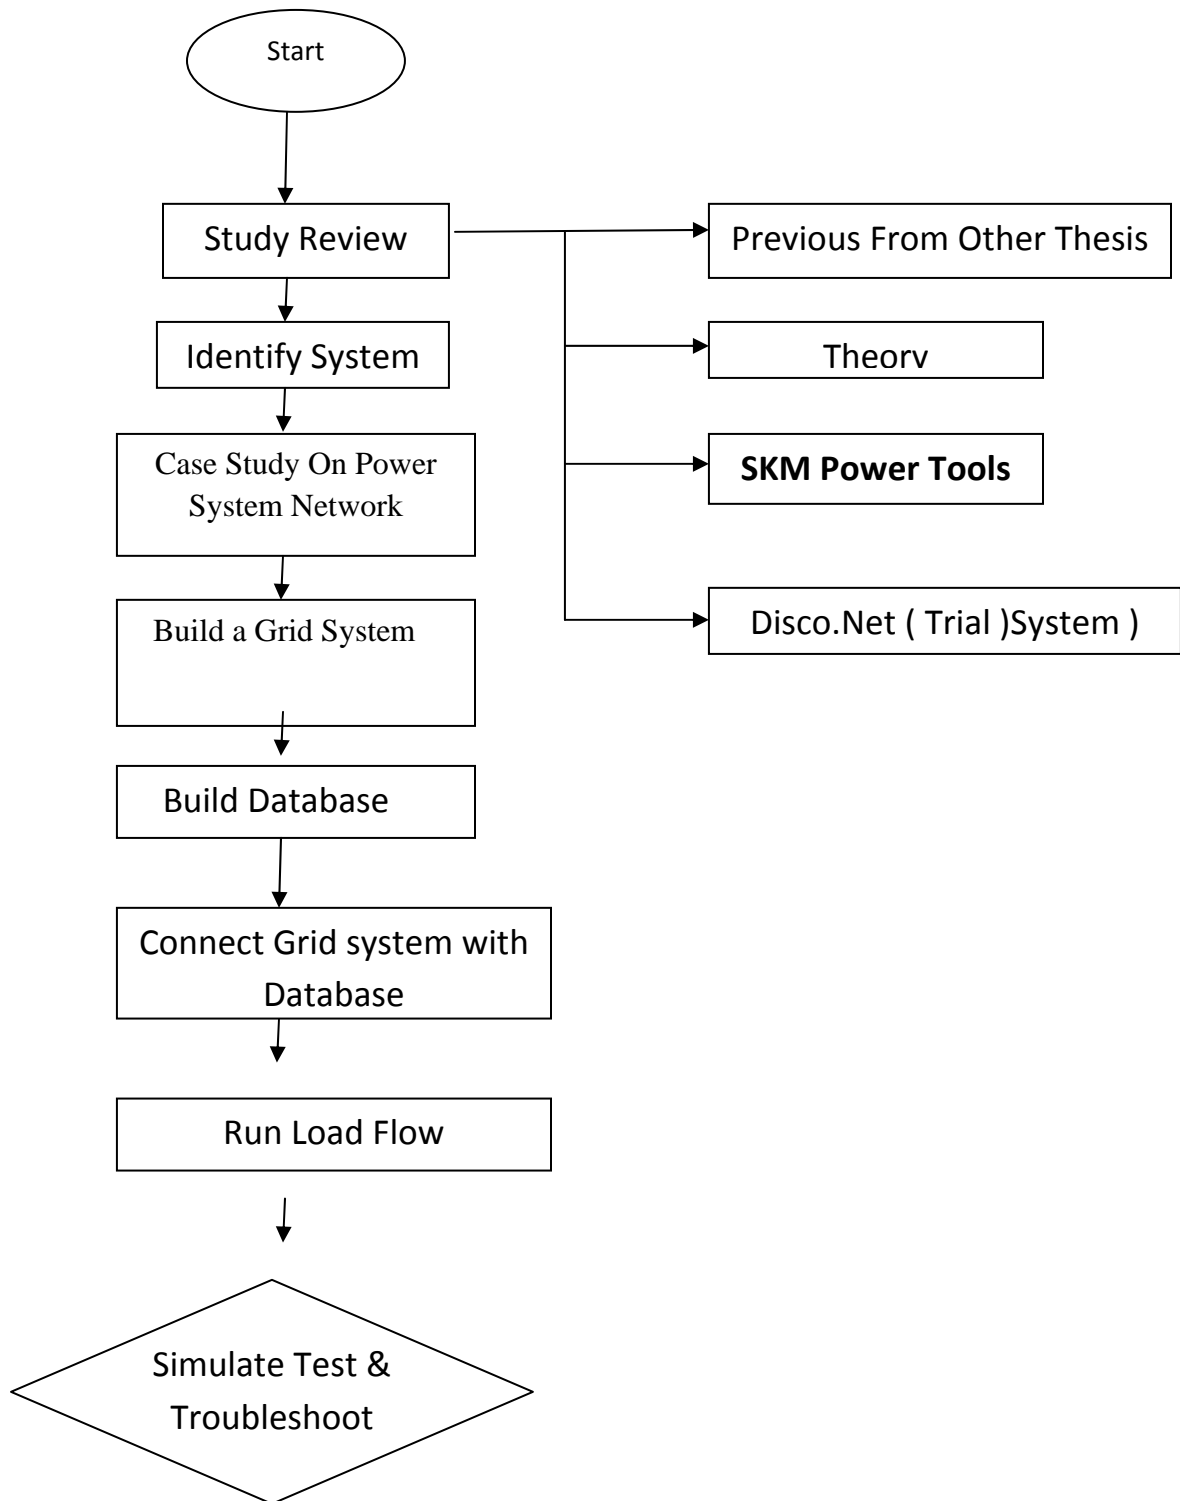 Start
Study Review
Previous From Other Thesis
Identify System
Theory
Case Study On Power
System Network
SKM Power Tools
Build a Grid System
Disco.Net ( Trial )System )
Build Database
Connect Grid system with
Database
Run Load Flow
Simulate Test &
Troubleshoot